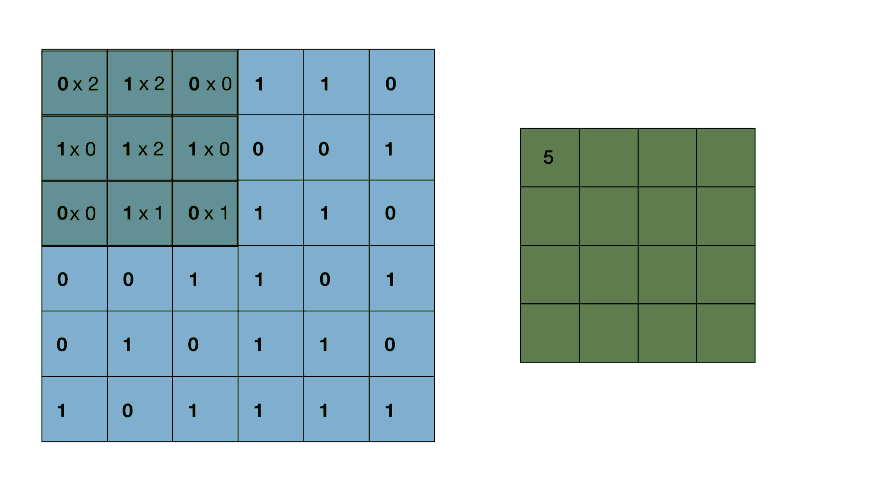 0 x 2 1 x 2 0 x 0 1 1 0
1 x 0 1 x 2 1 x 0 0 0 1
5
0x 0 1 x 1 0 x 1 1 1 0
0 0 1 1 0 1
0 1 0 1 1 0
1 0 1 1 1 1